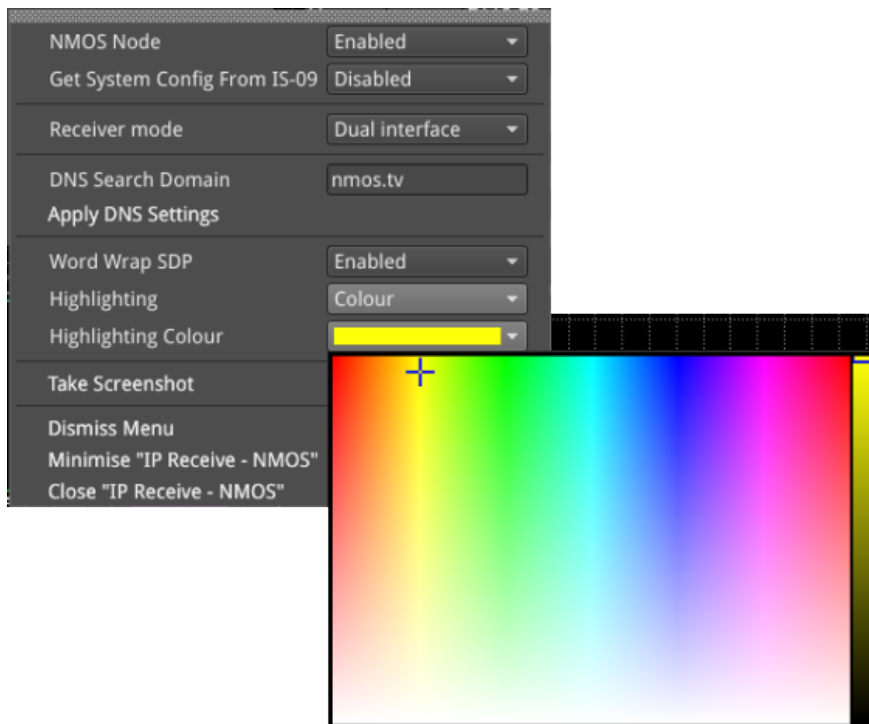 NMOS Node Enabled
Get System Config From IS-09 Disabled
Receiver mode Dual interface
DNS Search Domain nmos.tv
Apply DNS Settings
Word Wrap SDP Enabled
Highlighting Colour
Highlighting Colour
Take Screenshot
Dismiss Menu
Minimise "IP Receive - NMOS"
Close "IP Receive - NMOS"